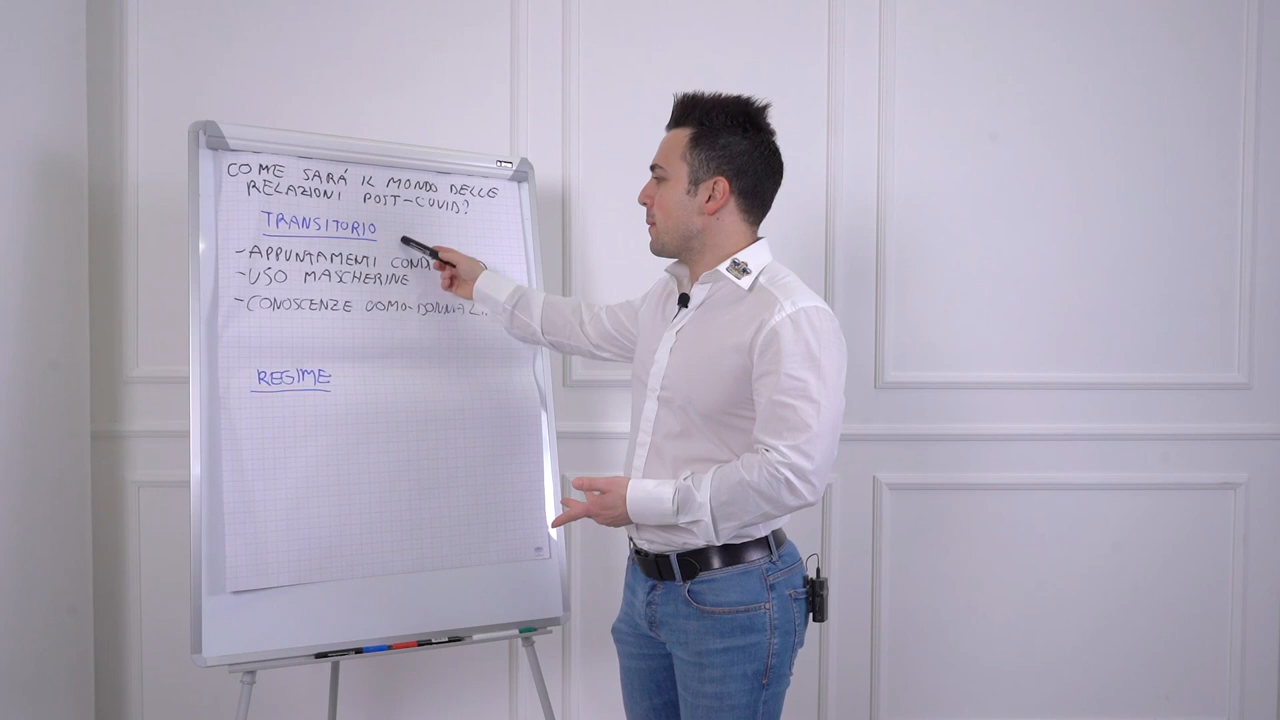 COME SARÁ IL MONDO DELLE
RELAZIONI POST-COVID?
TRANSITORIO
-APPUNTAMENTI
-USO MASCHERINE
-CONOSCENZE UOMO-DONNA
REGIME